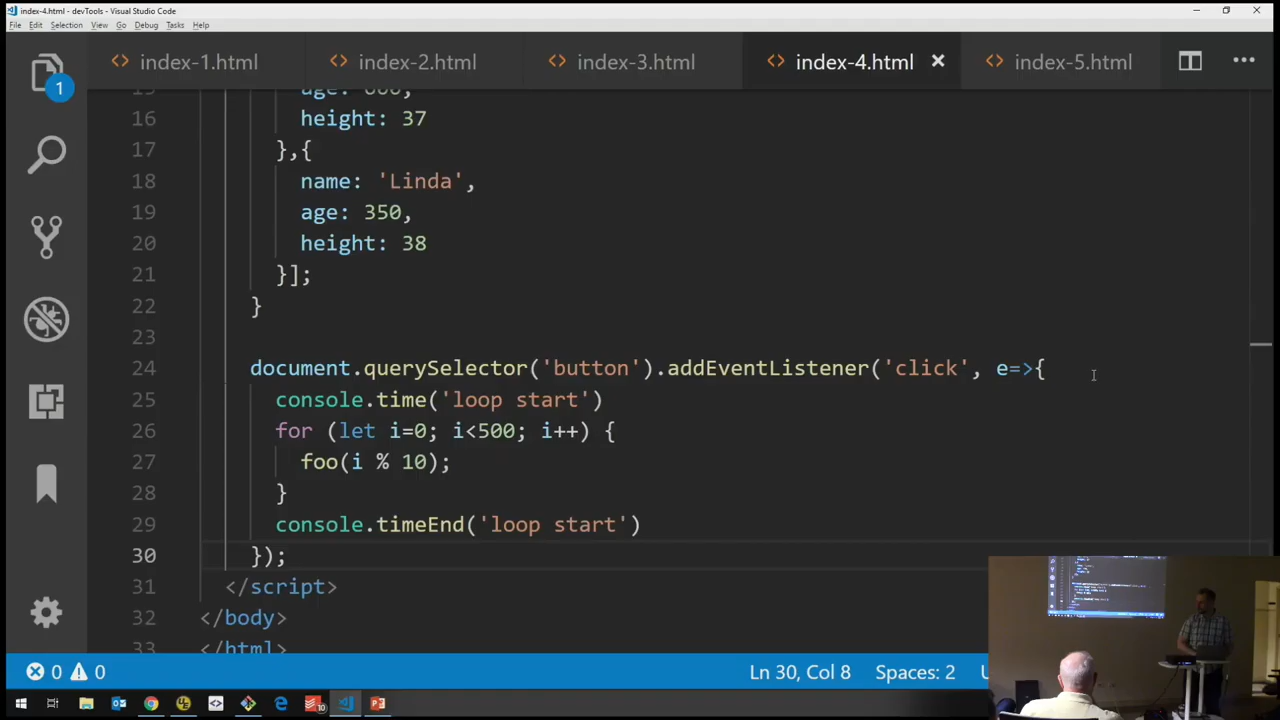 index-4.html - devTools - Visual Studio Code
File Edit Selection View Go Debug Tasks Help
index-1.html index-2.html index-3.html index-4.html index-5.html
1
15 age: 600,
16 height: 37
17 },{
18 name: 'Linda',
19 age: 350,
20 height: 38
21 }];
22 }
23
24 document.querySelector('button').addEventListener('click', e=>{
25 console.time('loop start')
26 for (let i=0; i<500; i++) {
27 foo(i % 10);
28 }
29 console.timeEnd('loop start')
30 });
31 </script>
32 </body>
33 </html>
0 0 Ln 30, Col 8 Spaces: 2
10